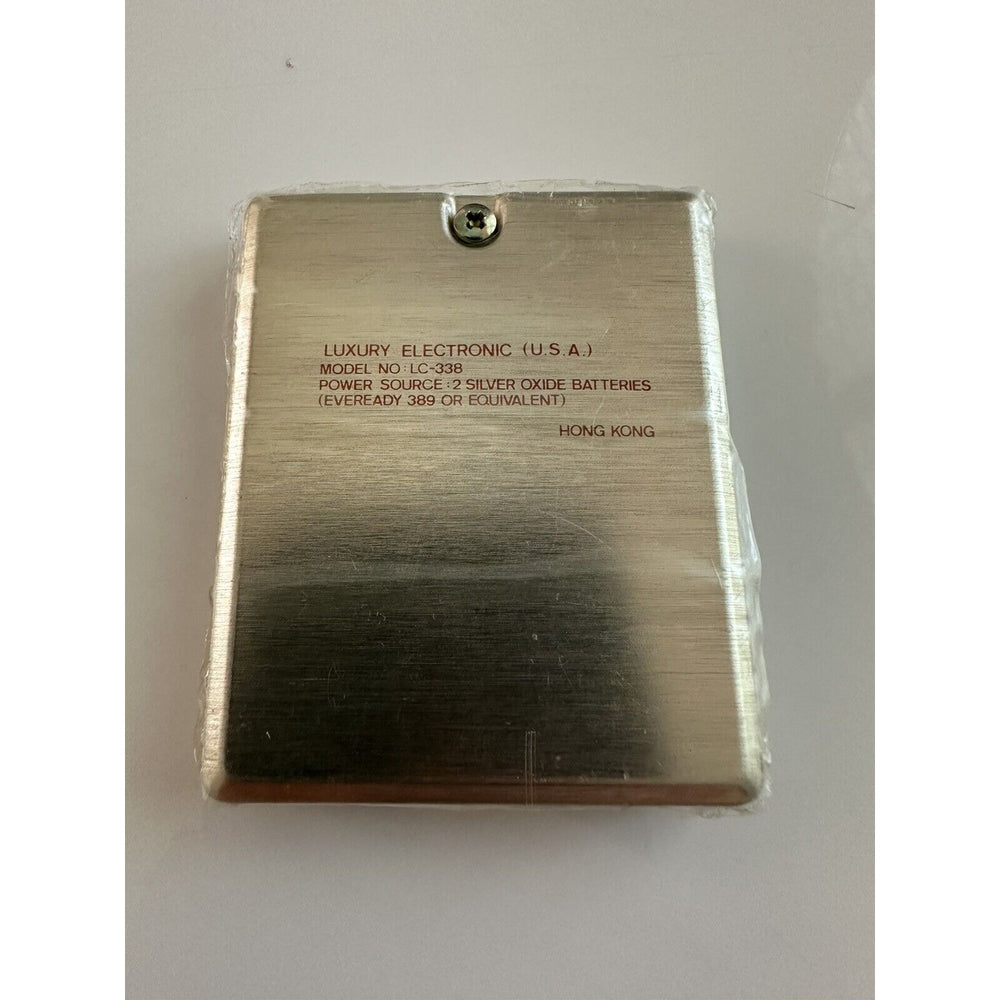 LUXURY ELECTRONIC (U.S.A.)
MODEL NO: LC-338
POWER SOURCE: 2 SILVER OXIDE BATTERIES
(EVEREADY 389 OR EQUIVALENT)
HONG KONG